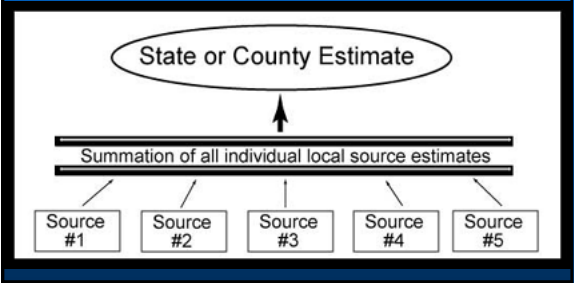 State or County Estimate
Summation of all individual local source estimates
Source
#1
Source
#2
Source
#3
Source
#4
Source
#5